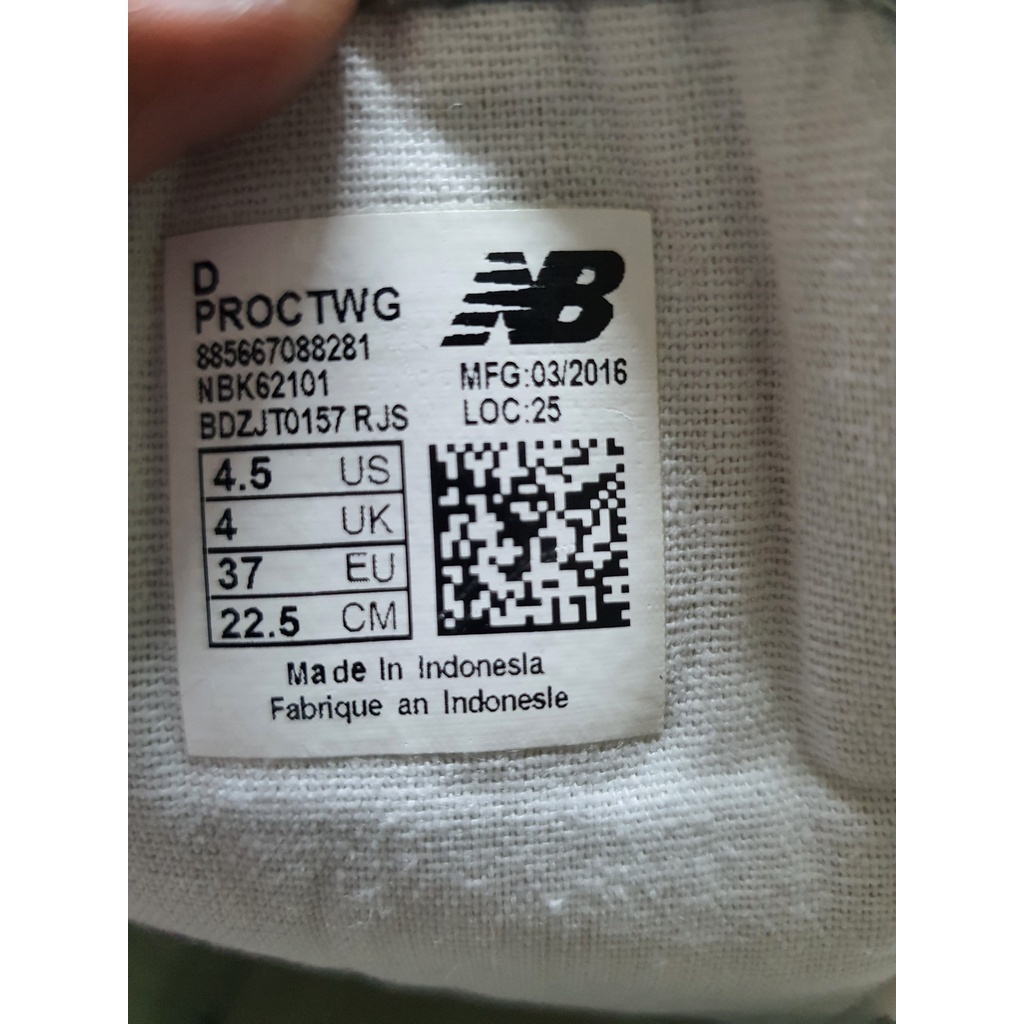 D
PROCTWG
885667088281
NBK62101
BDZJT0157 RJS
NB
MFG:03/2016
LOC:25
4.5 US
4 UK
37 EU
22.5 CM
Made In Indonesla
Fabrique an Indonesle